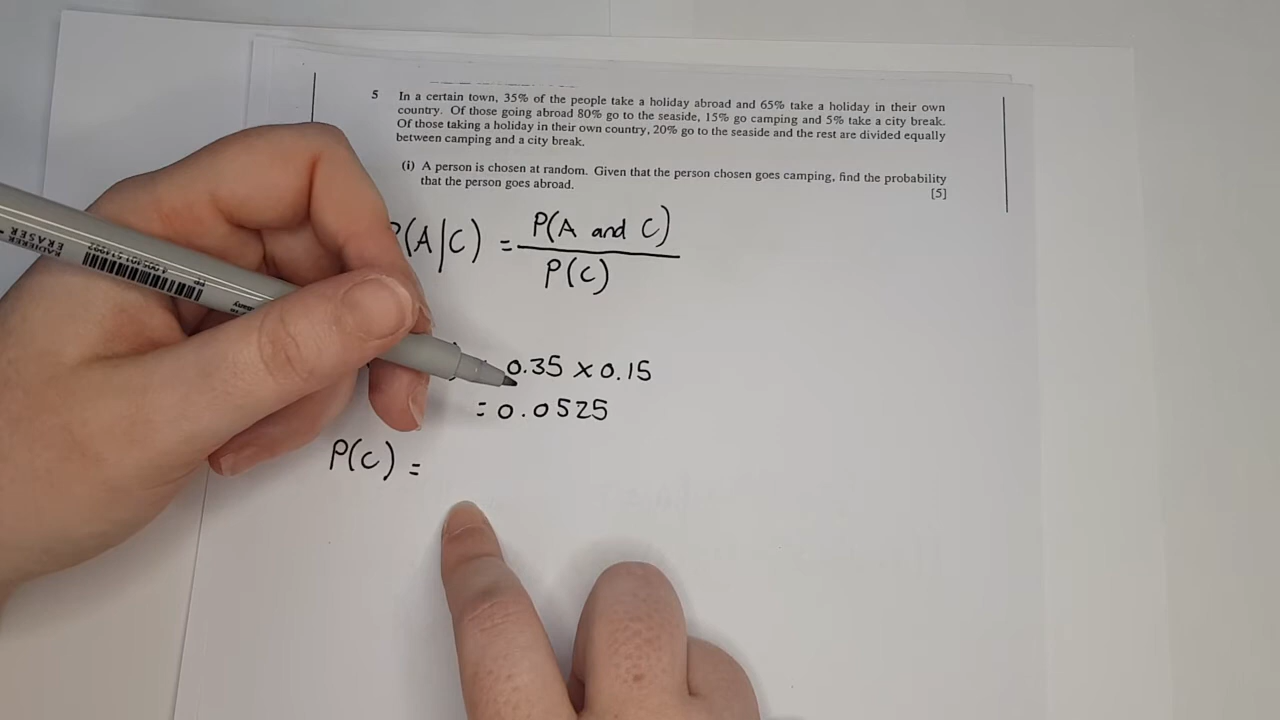 5 In a certain town, 35% of the people take a holiday abroad and 65% take a holiday in their own
country. Of those going abroad 80% go to the seaside, 15% go camping and 5% take a city break.
Of those taking a holiday in their own country, 20% go to the seaside and the rest are divided equally
between camping and a city break.
(i) A person is chosen at random. Given that the person chosen goes camping, find the probability
that the person goes abroad. [5]
P(A|C) = P(A and C)
P(C)
0.35 × 0.15
= 0.0525
P(C) =
RADIERER
ERASER